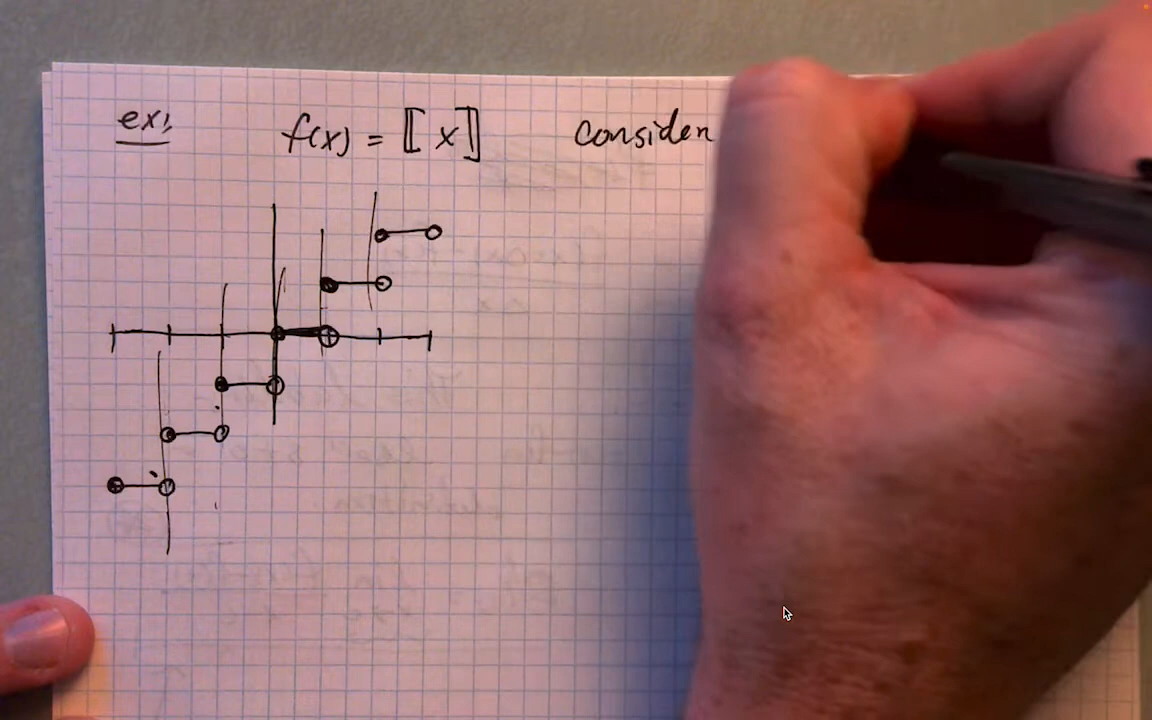 ex: f(x) = ⟦ x ⟧ consider